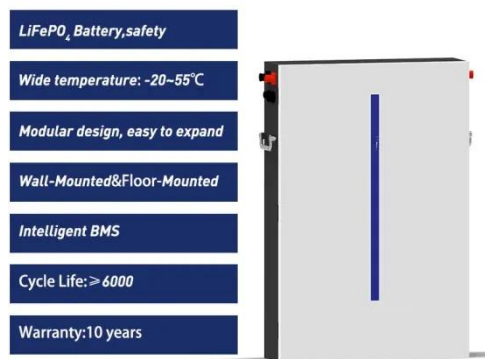 LiFePO₄ Battery,safety
Wide temperature: -20~55℃
Modular design, easy to expand
Wall-Mounted&Floor-Mounted
Intelligent BMS
Cycle Life:≥6000
Warranty:10 years